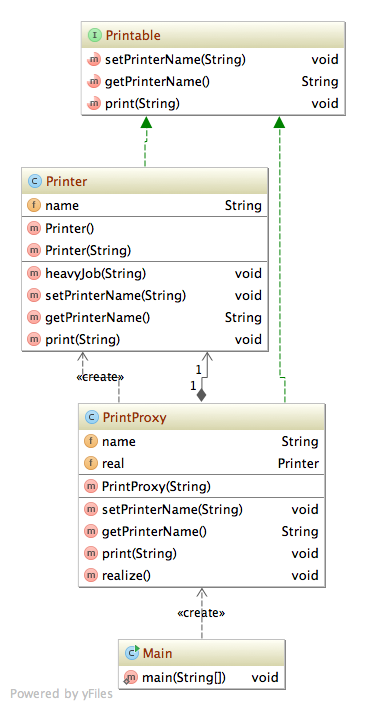 Printable
setPrinterName(String) void
getPrinterName() String
print(String) void
Printer
name String
Printer()
Printer(String)
heavyJob(String) void
setPrinterName(String) void
getPrinterName() String
print(String) void
1
«create»
1
PrintProxy
name String
real Printer
PrintProxy(String)
setPrinterName(String) void
getPrinterName() String
print(String) void
realize() void
«create»
Main
main(String[]) void
Powered by yFiles